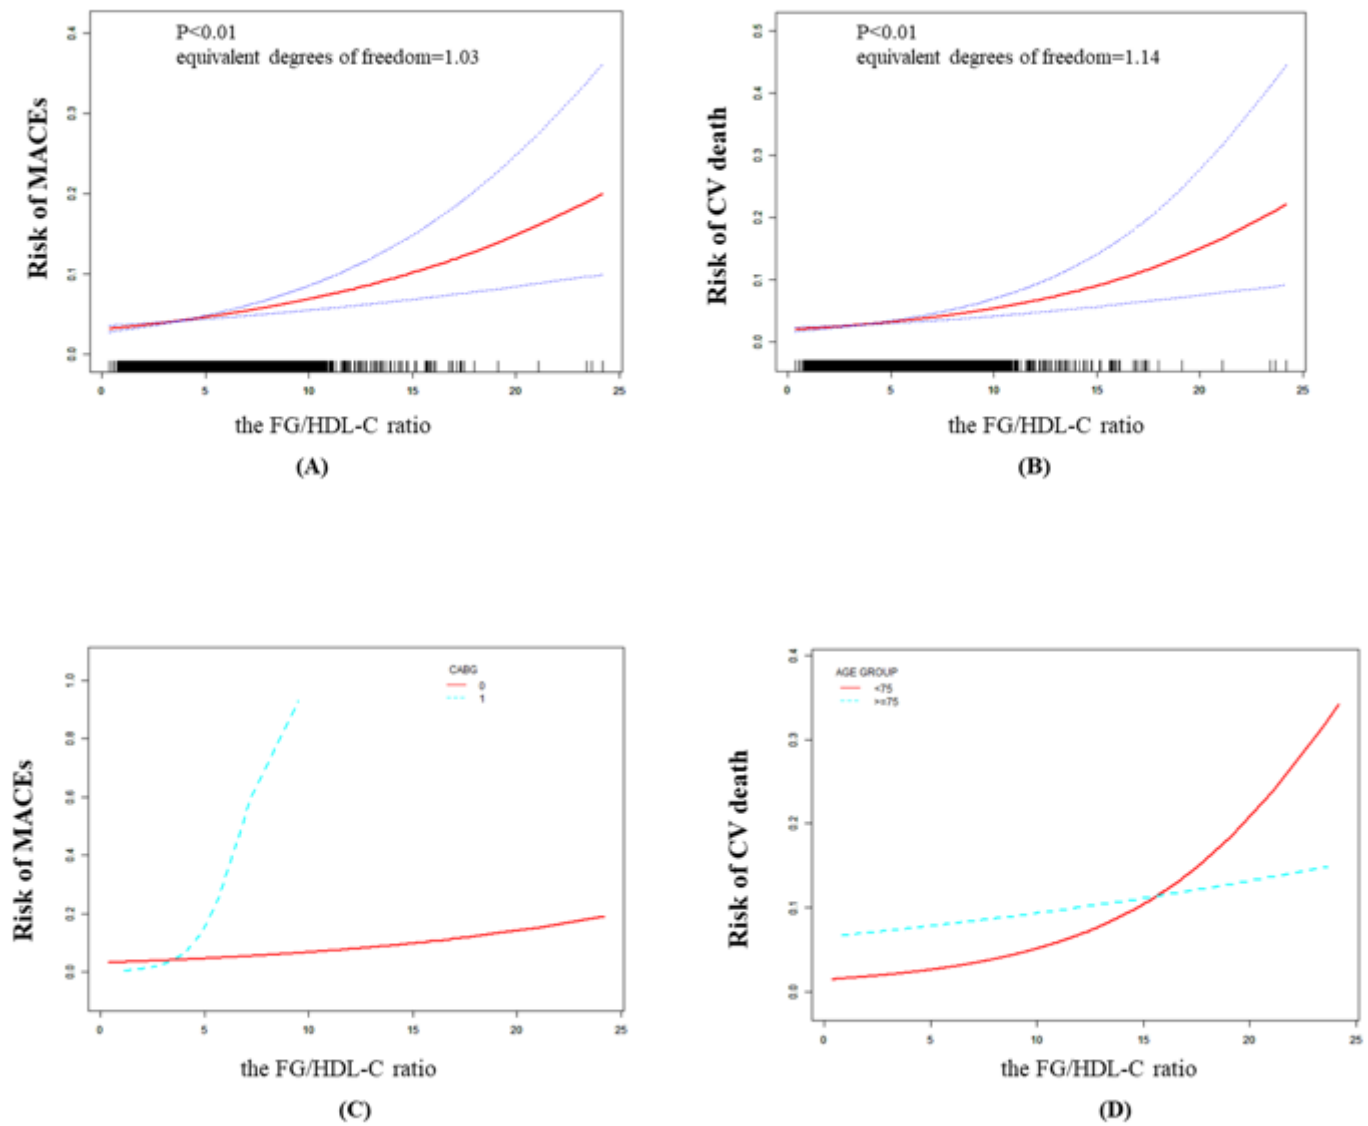 P<0.01
equivalent degrees of freedom=1.03
Risk of MACEs
0.4
0.3
0.2
0.1
0.0
0 5 10 15 20 25
the FG/HDL-C ratio
(A)
P<0.01
equivalent degrees of freedom=1.14
Risk of CV death
0.5
0.4
0.3
0.2
0.1
0.0
0 5 10 15 20 25
the FG/HDL-C ratio
(B)
CABG
0
1
Risk of MACEs
1.0
0.8
0.6
0.4
0.2
0.0
0 5 10 15 20 25
the FG/HDL-C ratio
(C)
AGE GROUP
<75
>=75
Risk of CV death
0.4
0.3
0.2
0.1
0.0
0 5 10 15 20 25
the FG/HDL-C ratio
(D)